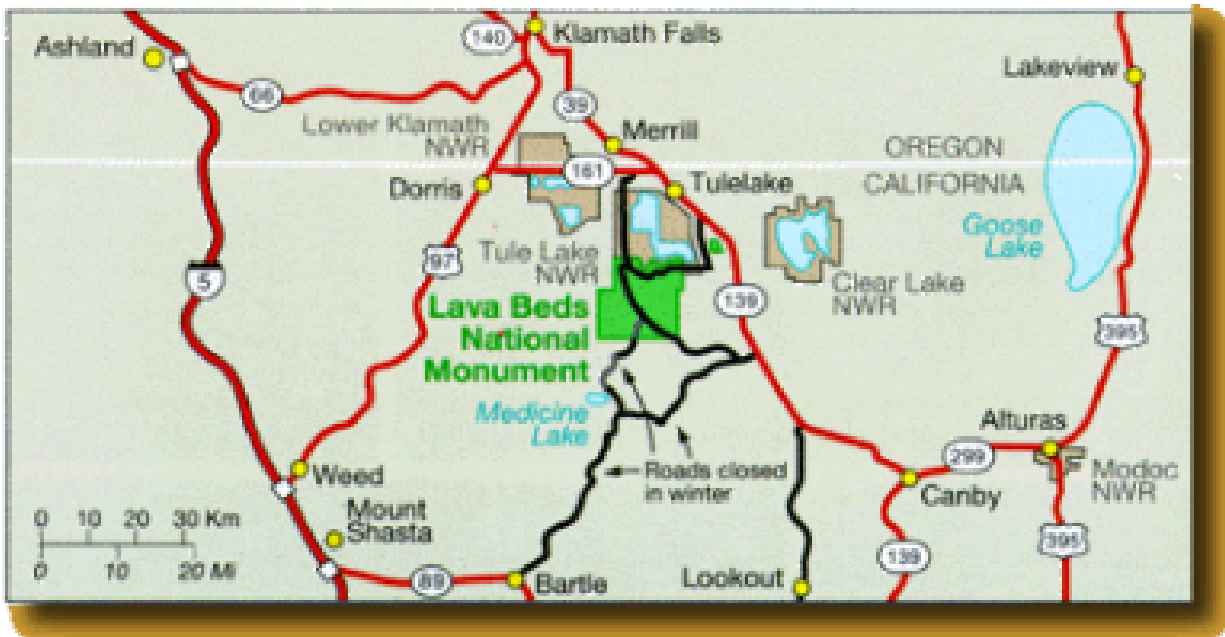 140
Klamath Falls
Ashland
Lakeview
66
39
Lower Klamath
NWR
Merrill
OREGON
161
Dorris
Tulelake
CALIFORNIA
Goose
Lake
97
Tule Lake
NWR
5
Clear Lake
NWR
139
Lava Beds
National
Monument
395
Medicine
Lake
Alturas
299
Weed
Roads closed
in winter
Modoc
NWR
Canby
Mount
Shasta
0 10 20 30 Km
0 10 20 Mi
395
139
89
Bartle
Lookout